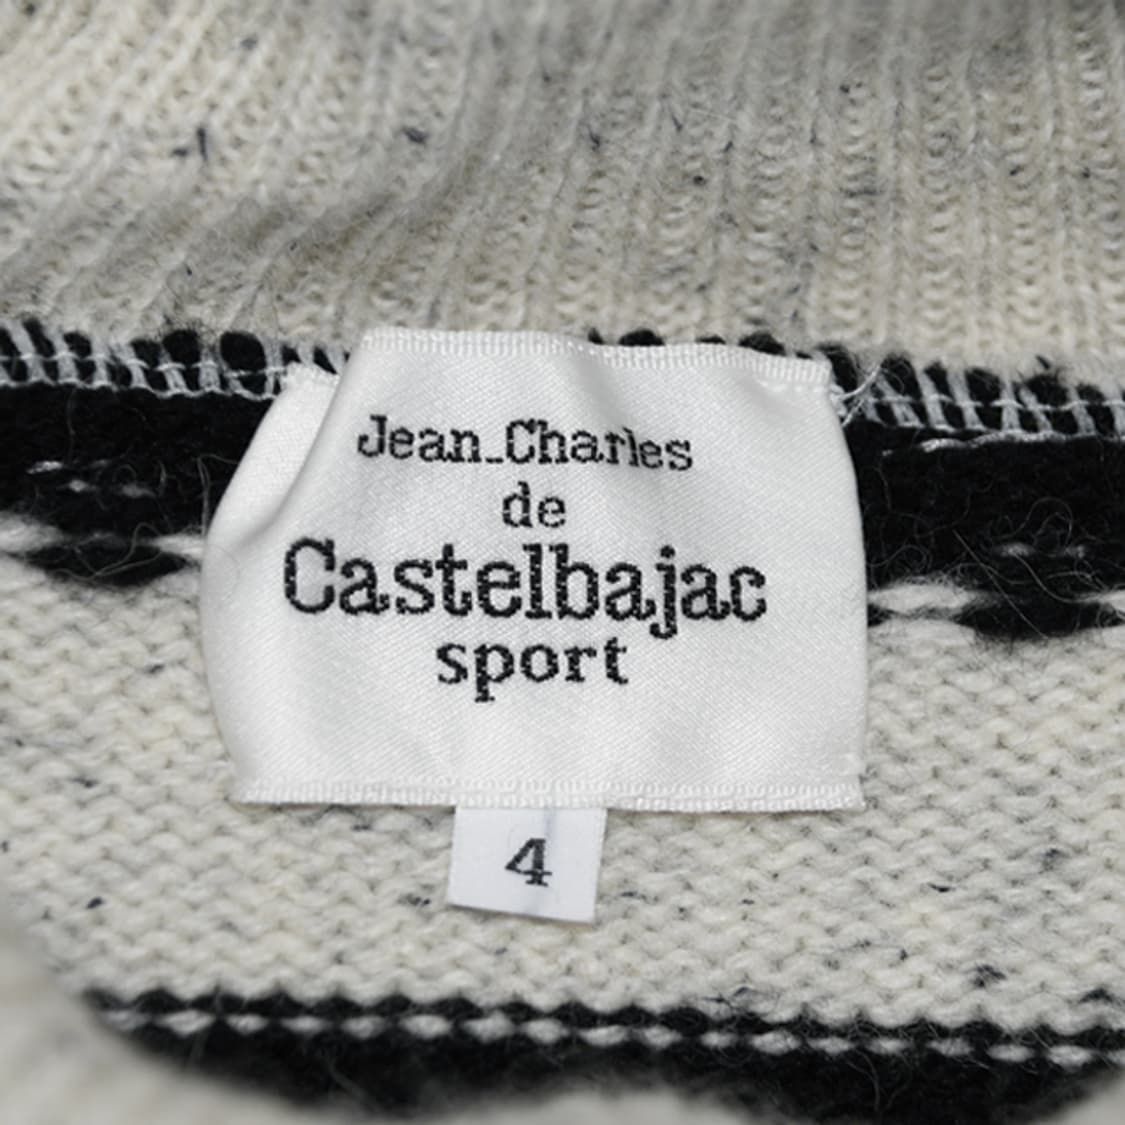 Jean_Charles
de
Castelbajac
sport
4